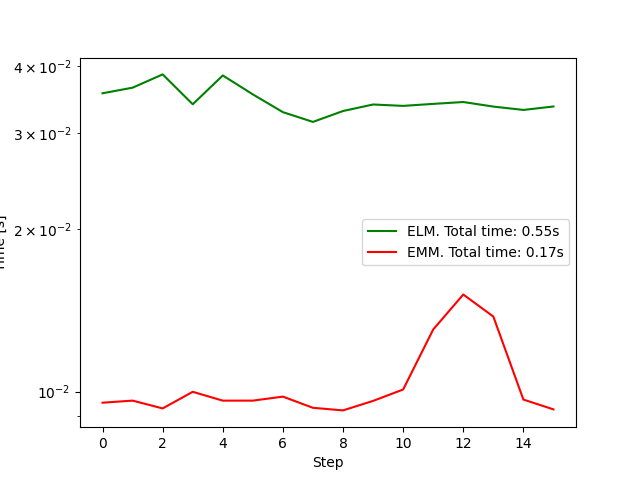 4 × 10⁻²
3 × 10⁻²
2 × 10⁻²
10⁻²
Time [s]
ELM. Total time: 0.55s
EMM. Total time: 0.17s
0 2 4 6 8 10 12 14
Step